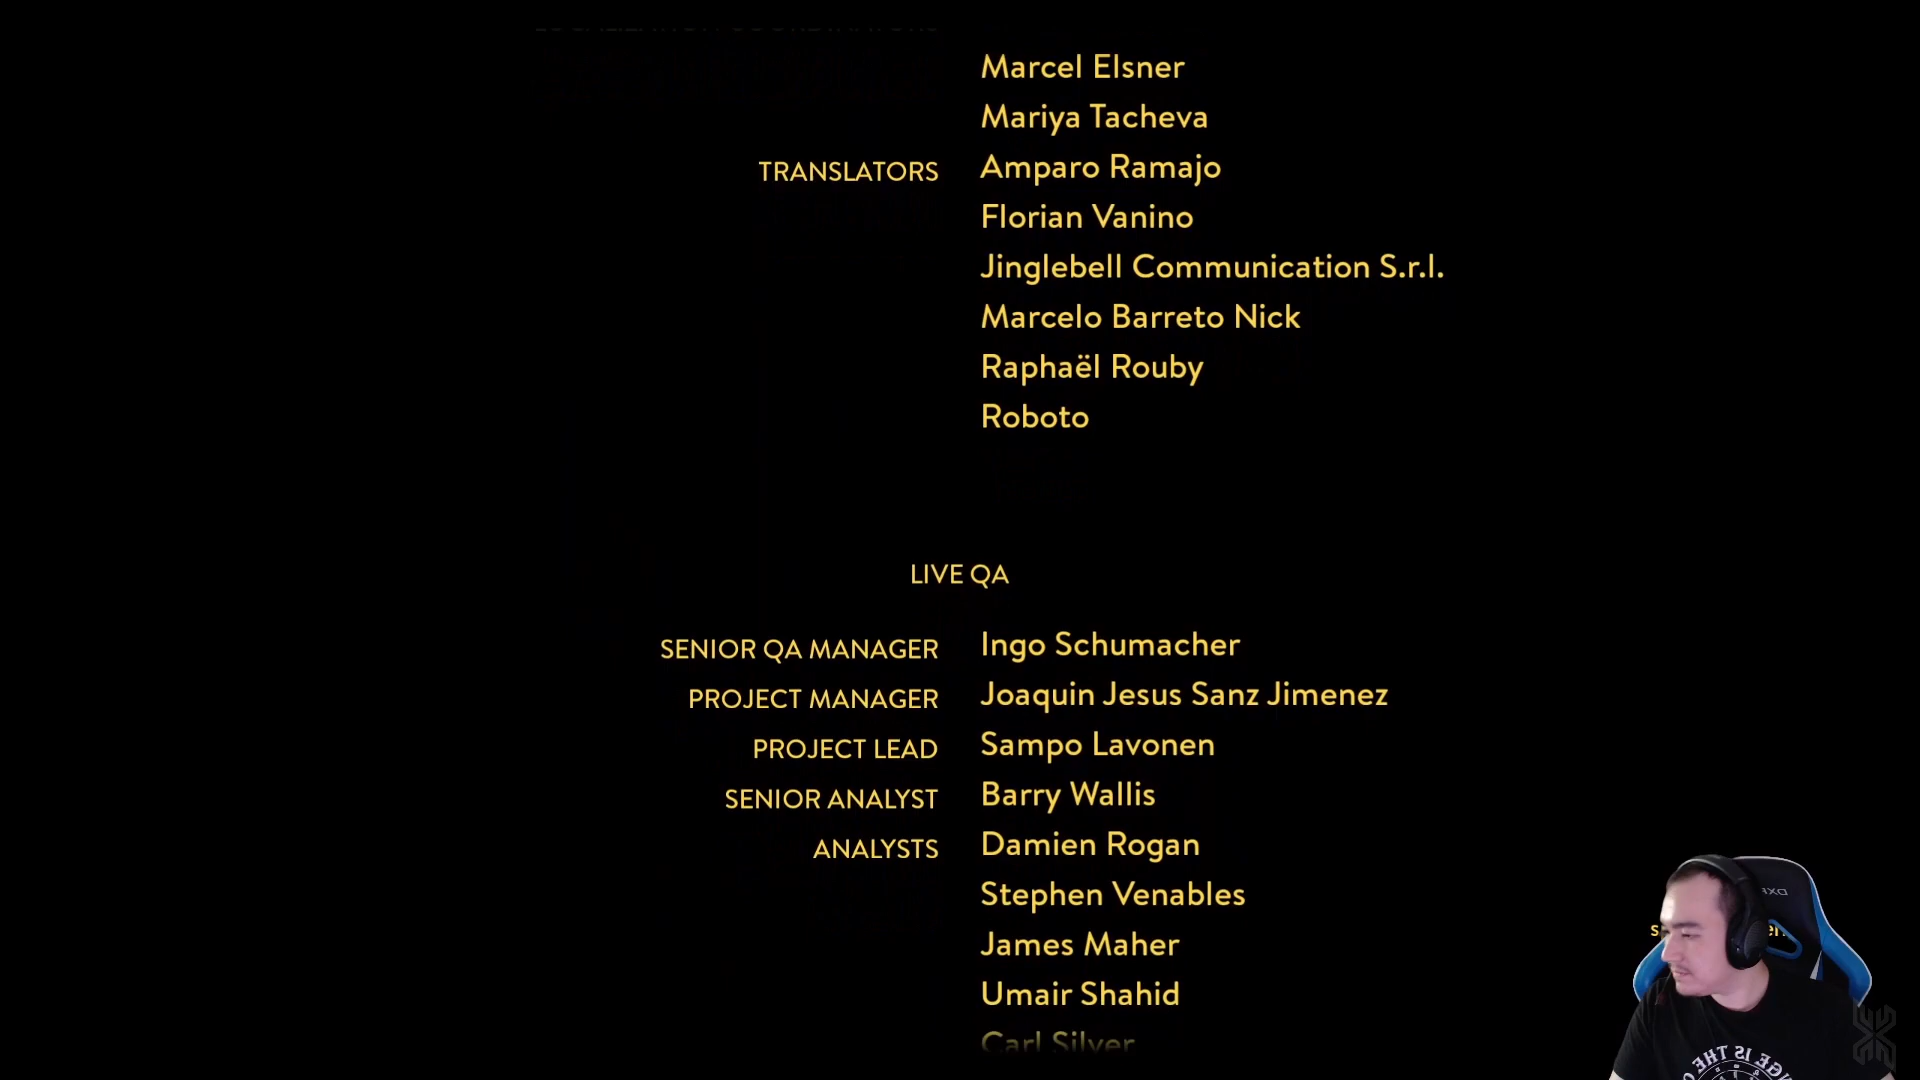 Marcel Elsner
Mariya Tacheva
TRANSLATORS Amparo Ramajo
Florian Vanino
Jinglebell Communication S.r.l.
Marcelo Barreto Nick
Raphaël Rouby
Roboto
LIVE QA
SENIOR QA MANAGER Ingo Schumacher
PROJECT MANAGER Joaquin Jesus Sanz Jimenez
PROJECT LEAD Sampo Lavonen
SENIOR ANALYST Barry Wallis
ANALYSTS Damien Rogan
Stephen Venables
James Maher
Umair Shahid
Carl Silver